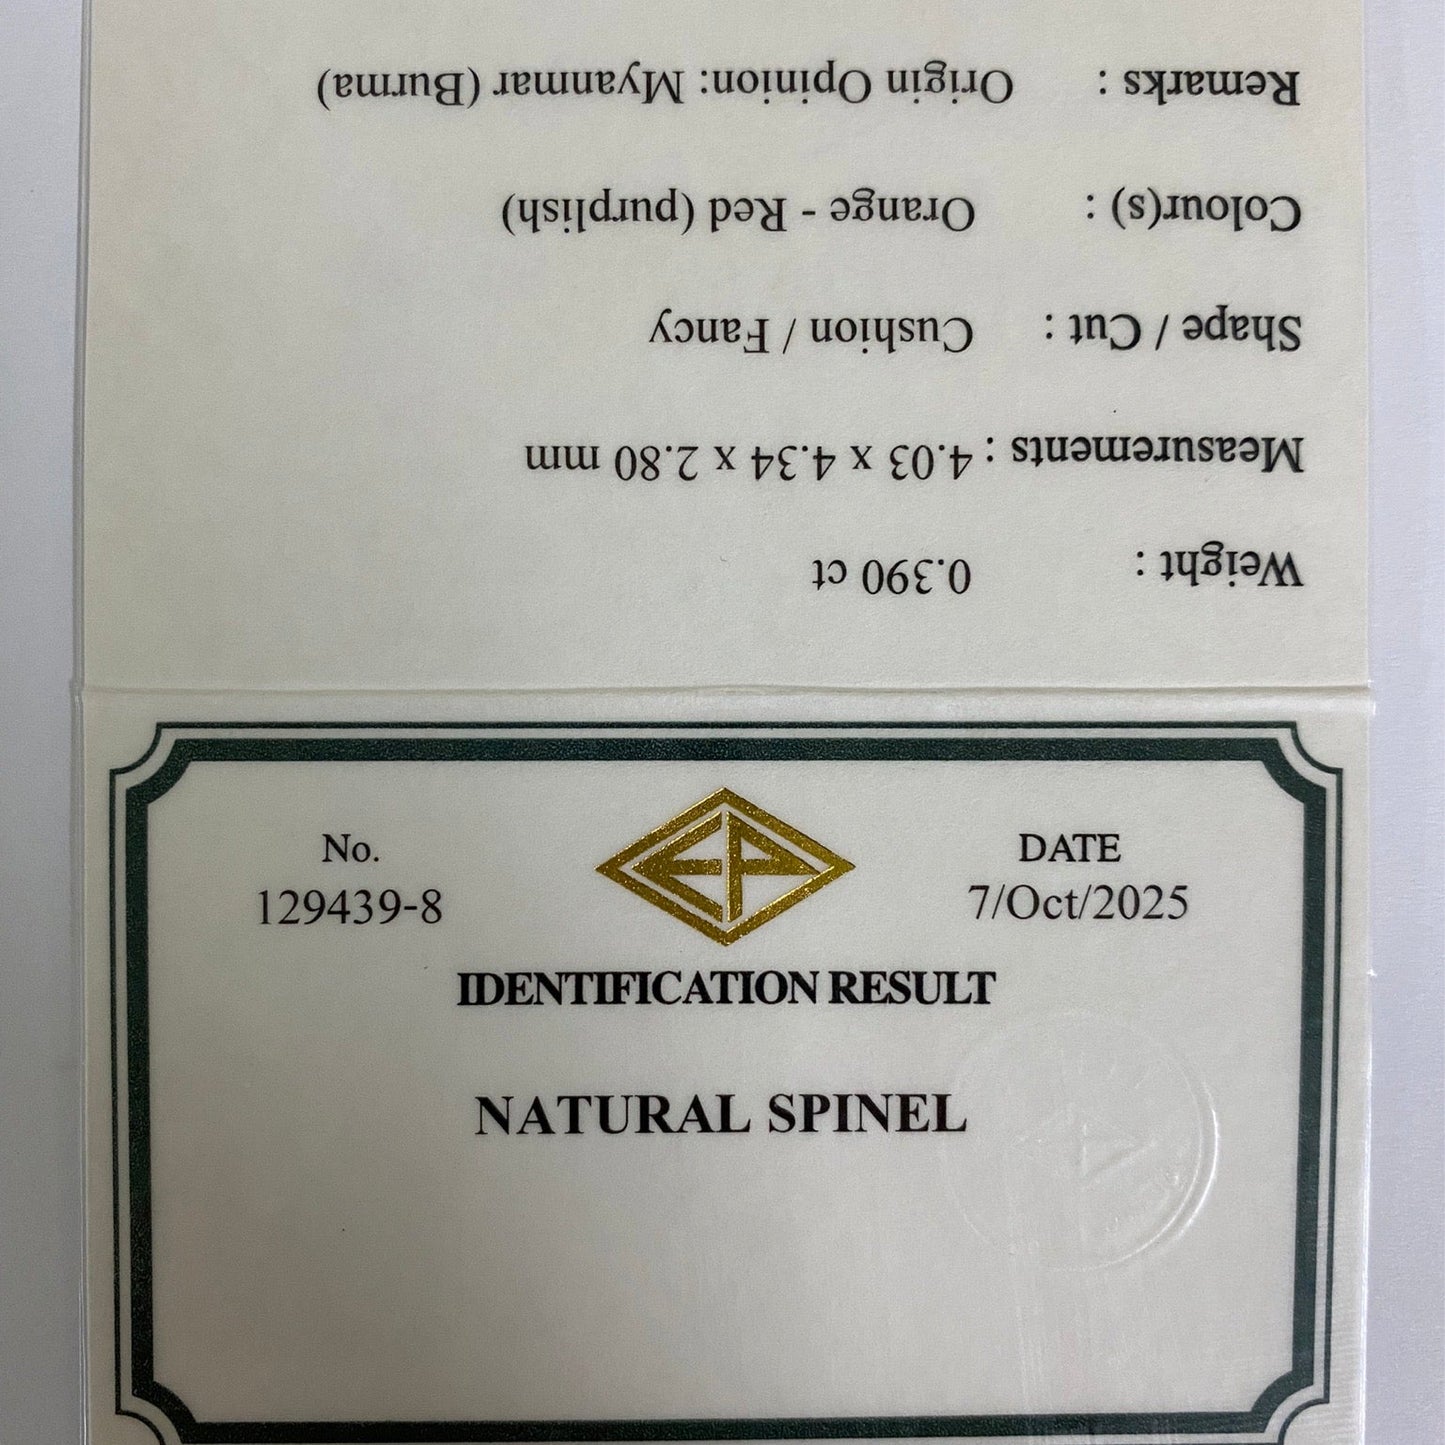 No.
129439-8
EP
DATE
7/Oct/2025
IDENTIFICATION RESULT
NATURAL SPINEL
Weight : 0.390 ct
Measurements : 4.03 x 4.34 x 2.80 mm
Shape / Cut : Cushion / Fancy
Colour(s) : Orange - Red (purplish)
Remarks : Origin Opinion: Myanmar (Burma)